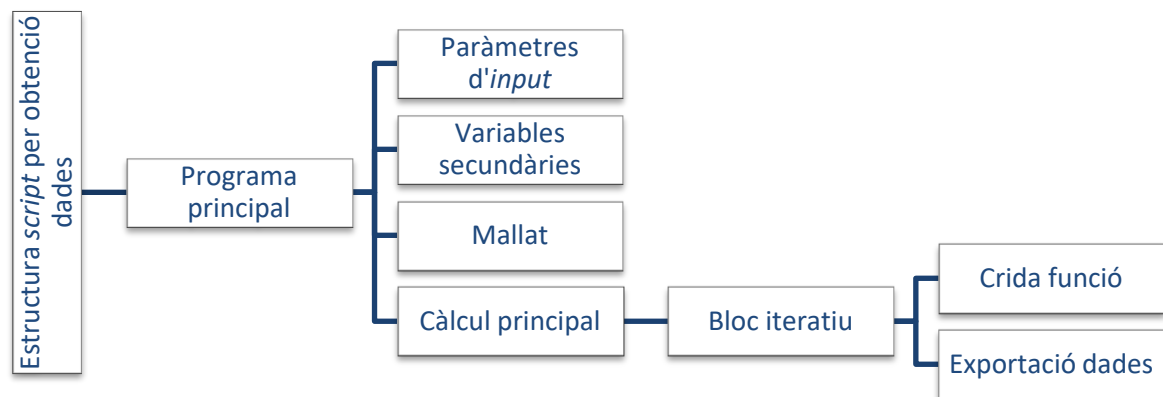 Estructura script per obtenció
dades
Programa
principal
Paràmetres
d'input
Variables
secundàries
Mallat
Càlcul principal
Bloc iteratiu
Crida funció
Exportació dades